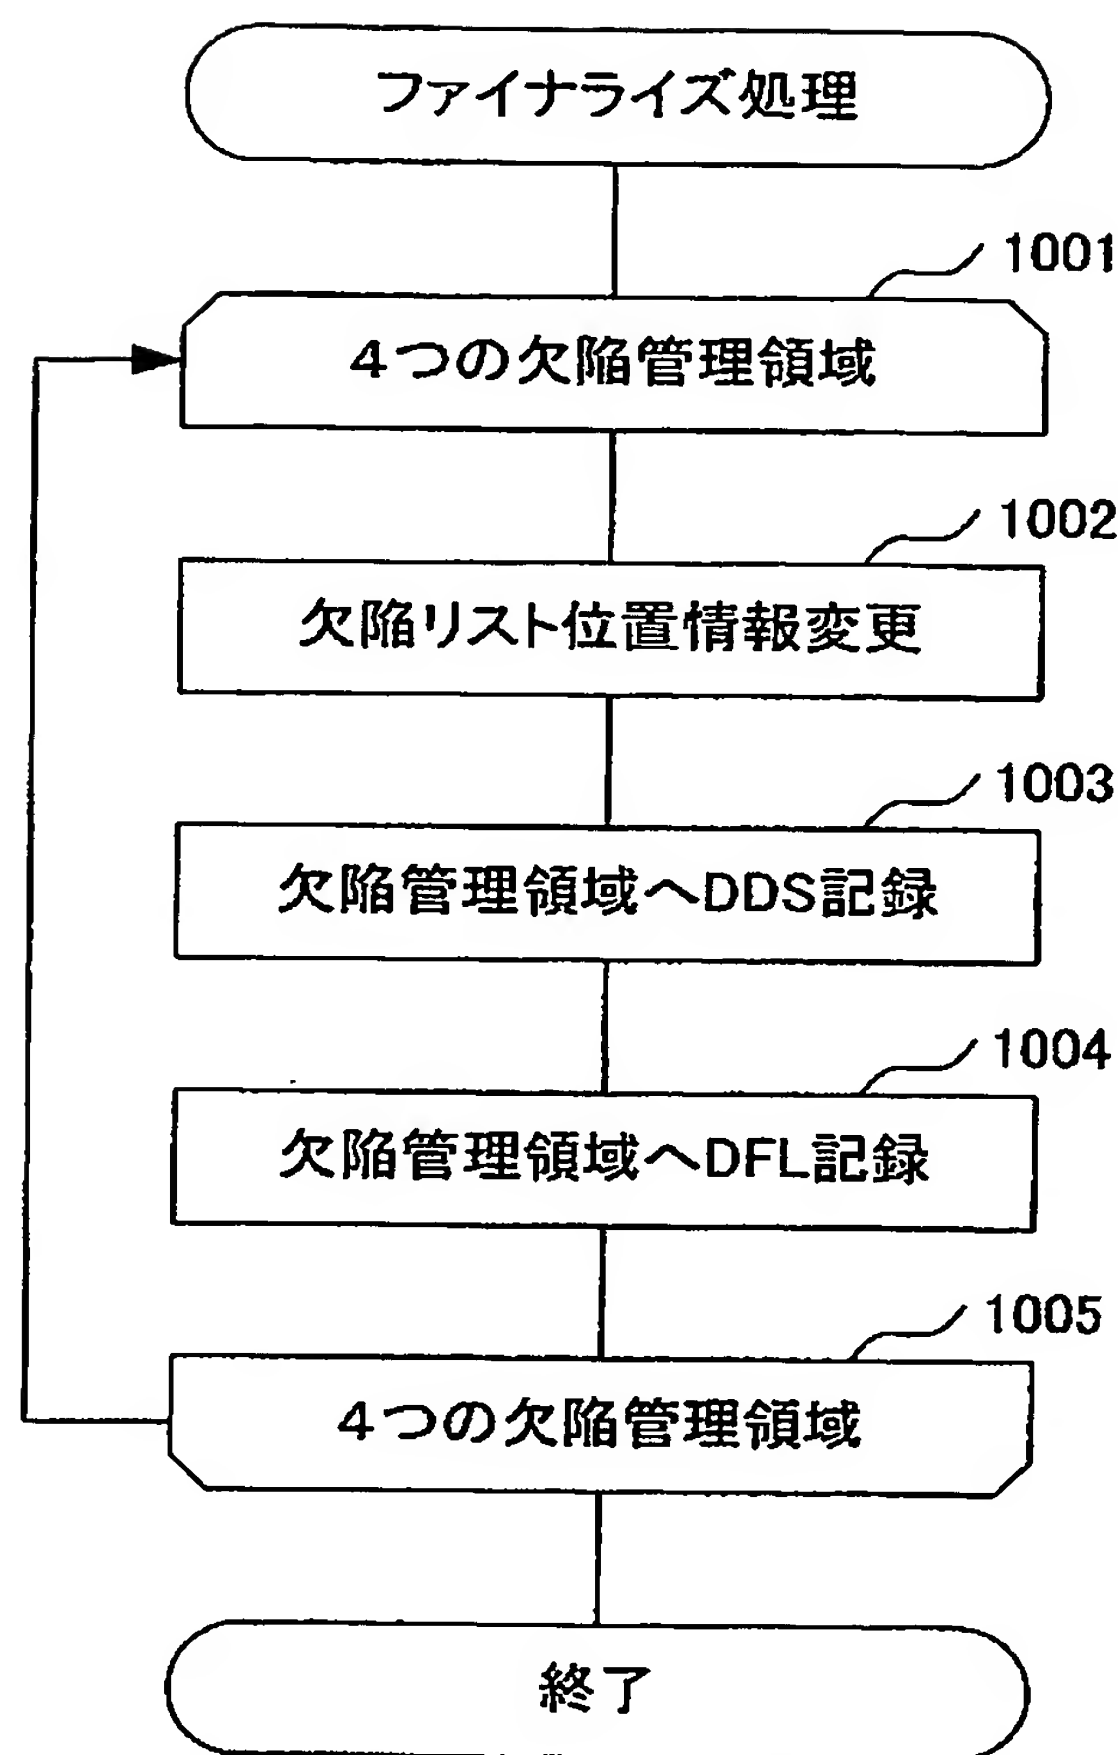 ファイナライズ処理
1001
4つの欠陥管理領域
1002
欠陥リスト位置情報変更
1003
欠陥管理領域へDDS記録
1004
欠陥管理領域へDFL記録
1005
4つの欠陥管理領域
終了